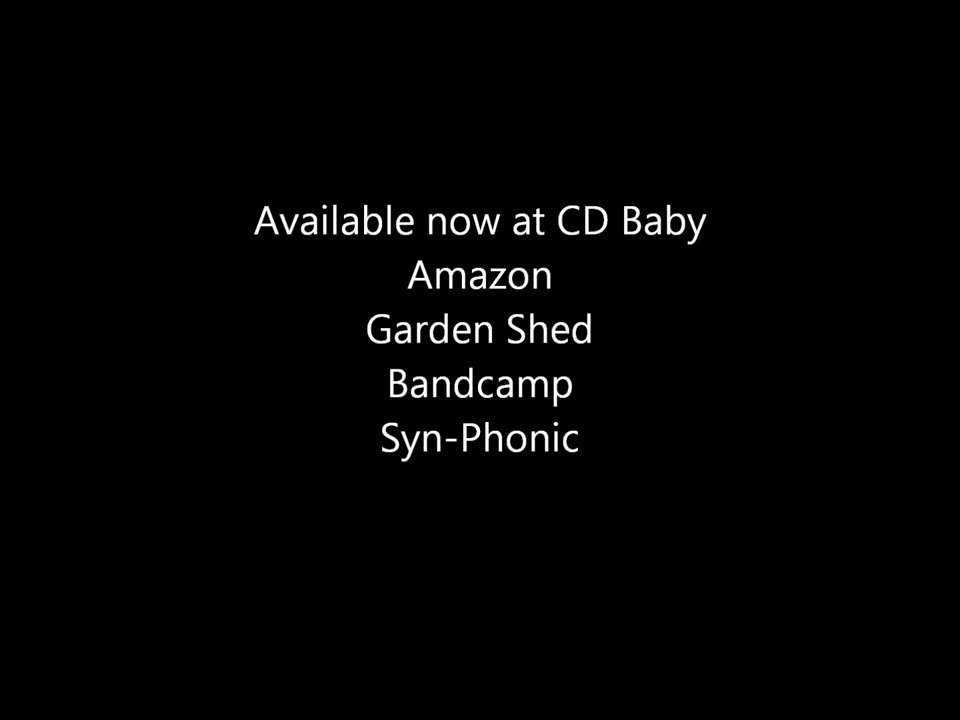 Available now at CD Baby
Amazon
Garden Shed
Bandcamp
Syn-Phonic